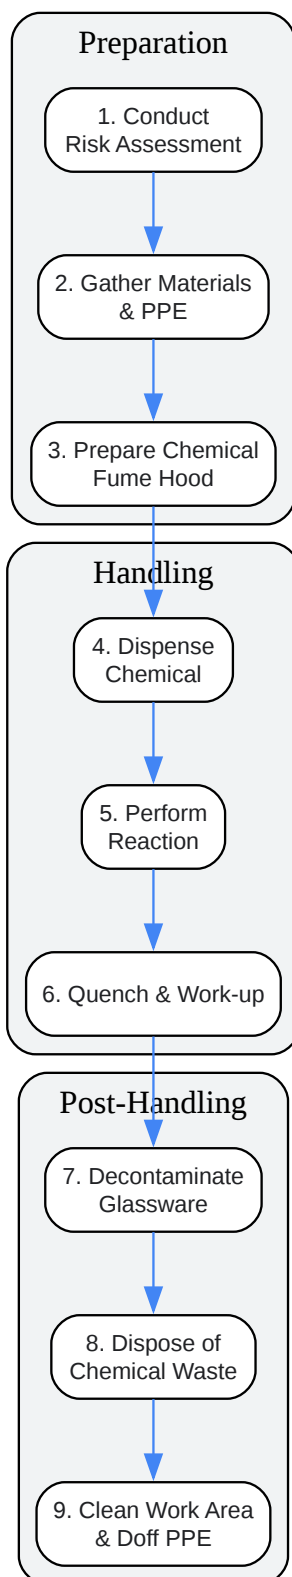 Preparation
1. Conduct
Risk Assessment
2. Gather Materials
& PPE
3. Prepare Chemical
Fume Hood
Handling
4. Dispense
Chemical
5. Perform
Reaction
6. Quench & Work-up
Post-Handling
7. Decontaminate
Glassware
8. Dispose of
Chemical Waste
9. Clean Work Area
& Doff PPE